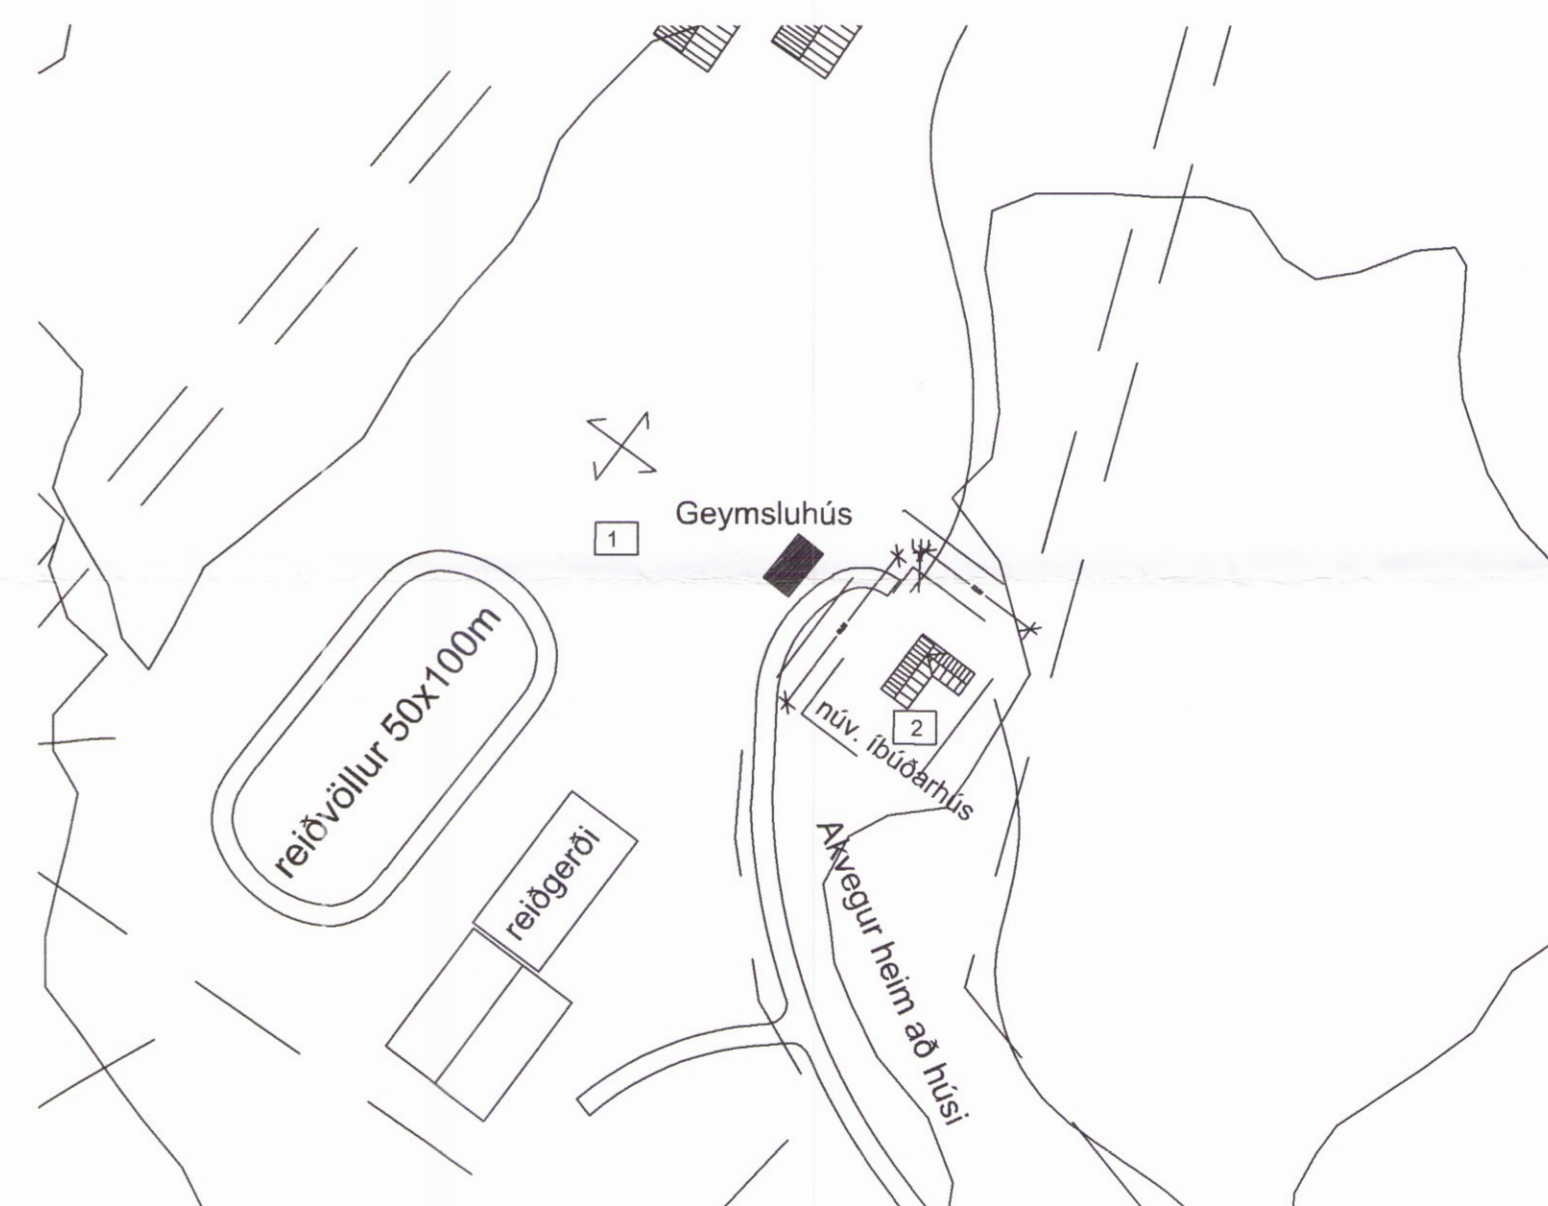 Geymsluhús
1
reiðvöllur 50x100m
2
núv. íbúðarhús
reiðgerði
Akvegur heim að húsi